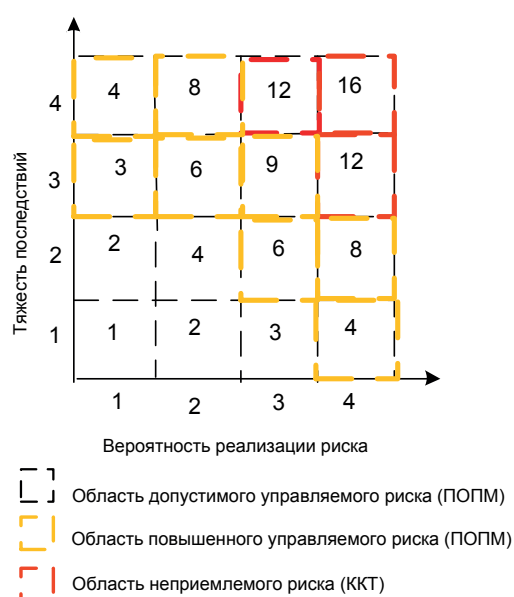 Тяжесть последствий
4 4 8 12 16
3 3 6 9 12
2 2 4 6 8
1 1 2 3 4
1 2 3 4
Вероятность реализации риска
Область допустимого управляемого риска (ПОПМ)
Область повышенного управляемого риска (ПОПМ)
Область неприемлемого риска (ККТ)